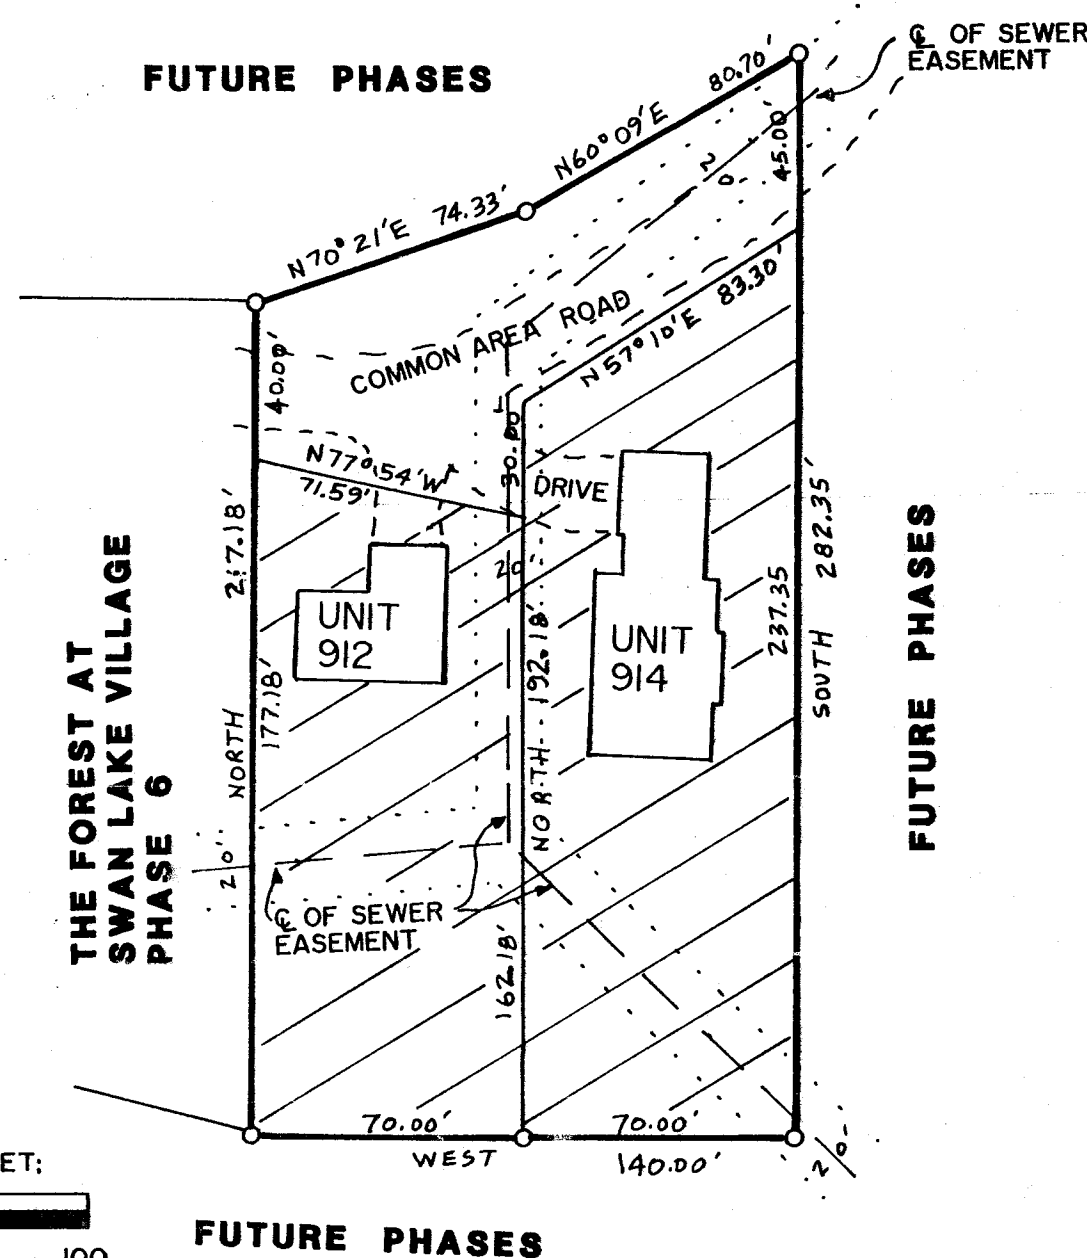 ℄ OF SEWER
EASEMENT
FUTURE PHASES
80.70'
N60°09'E
45.00
20'
N70°21'E 74.33'
83.30'
N57°10'E
COMMON AREA ROAD
40.00'
30.00
N77°54'W
71.59'
DRIVE
217.18'
20'
282.35'
237.35
SOUTH
UNIT
912
UNIT
914
177.18'
NORTH
NORTH 192.18'
THE FOREST AT
SWAN LAKE VILLAGE
PHASE 6
FUTURE PHASES
20'
℄ OF SEWER
EASEMENT
162.18'
70.00'
70.00'
WEST
140.00'
20'
ET:
100
FUTURE PHASES